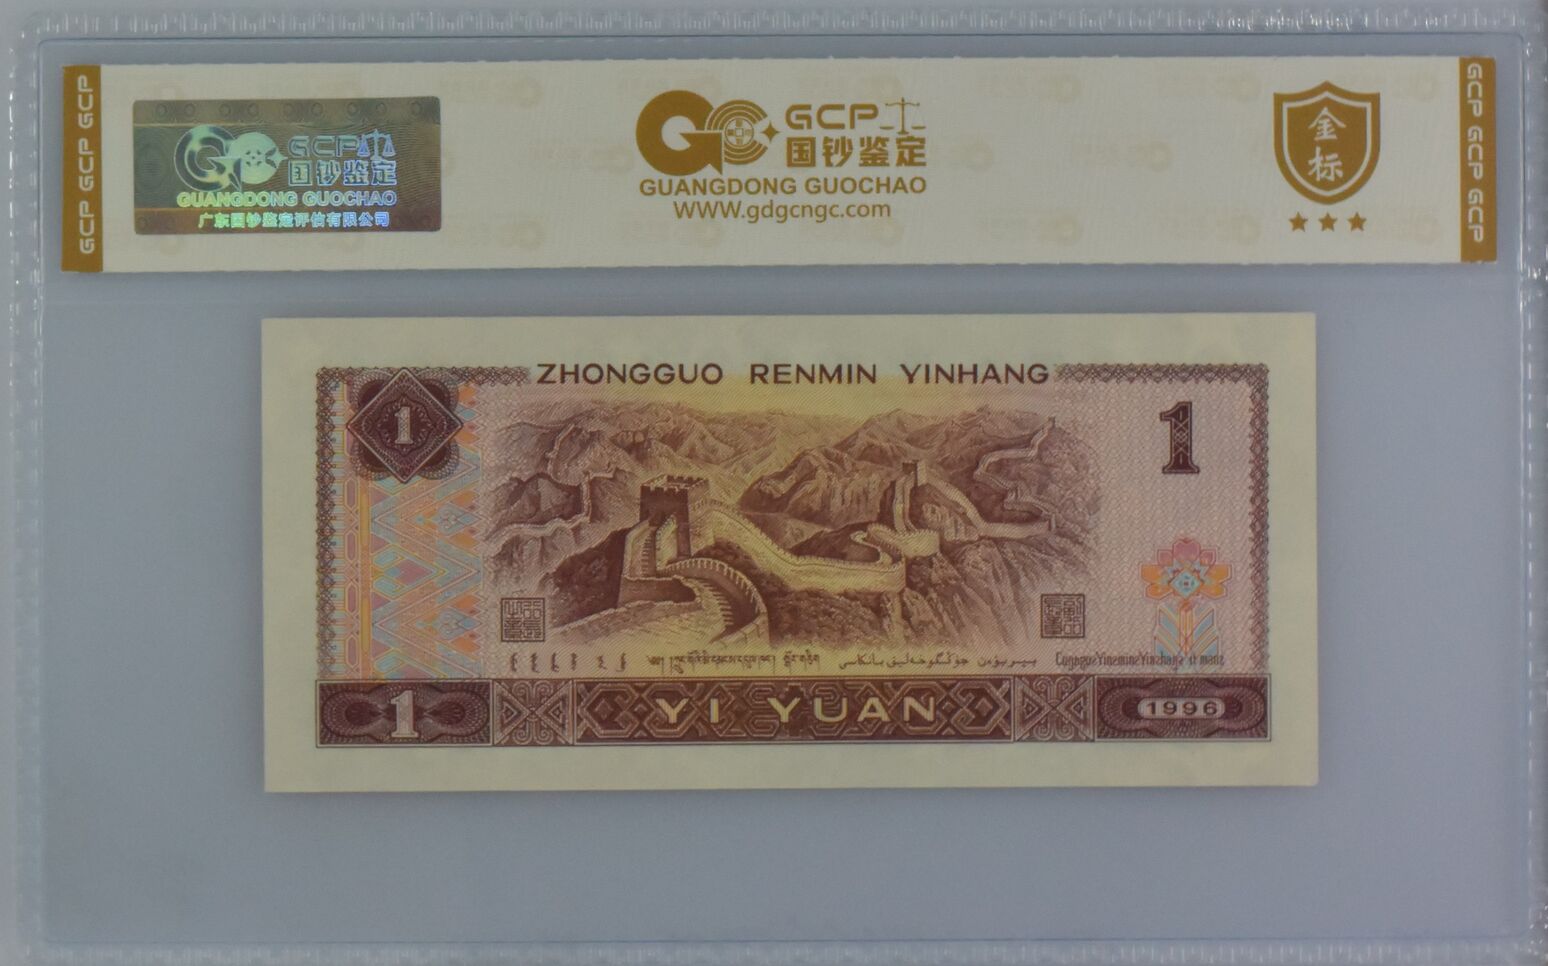 GCP GCP GCP
GCP
国钞鉴定
GUANGDONG GUOCHAO
广东国钞鉴定评估有限公司
GCP
国钞鉴定
GUANGDONG GUOCHAO
WWW.gdgcngc.com
金标
GCP GCP GCP
ZHONGGUO RENMIN YINHANG
1
1
1
YI YUAN
1996